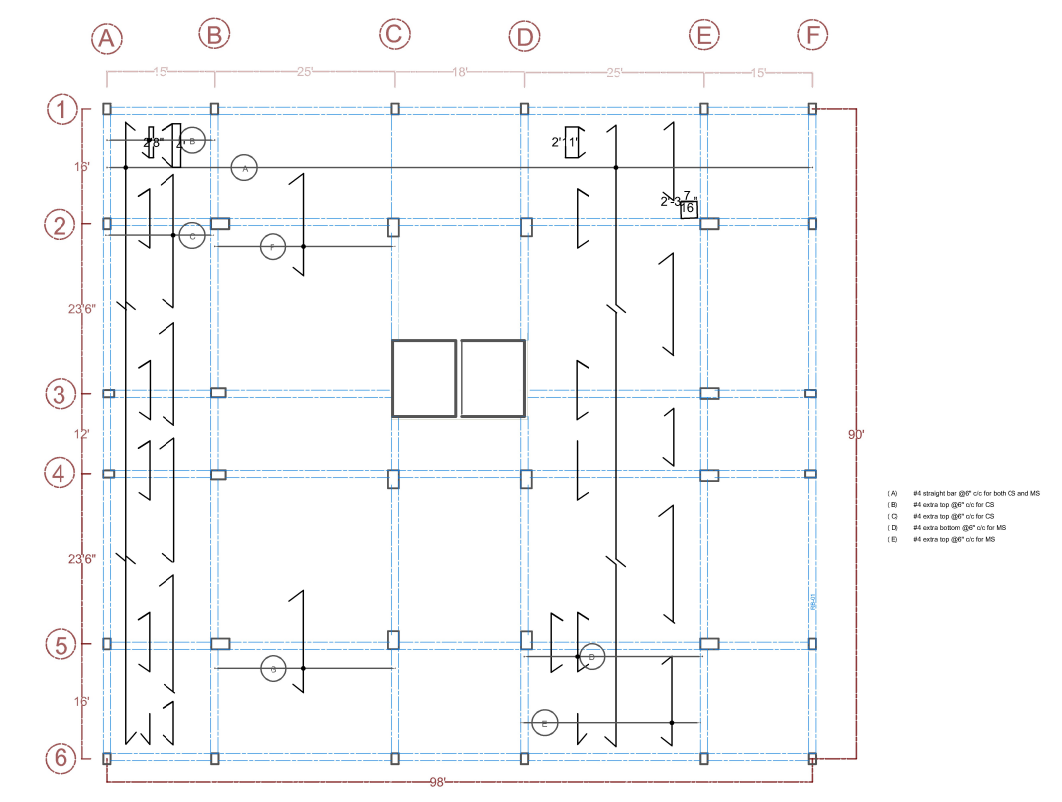 A B C D E F
15' 25' 18' 25' 15'
1
B
2'8" 4' 2' 1'
16'
A
7
2'-3 "
16
2
C
F
23'6"
3
12'
90'
4
( A) #4 straight bar @6" c/c for both CS and MS
( B) #4 extra top @6" c/c for CS
( C) #4 extra top @6" c/c for CS
( D) #4 extra bottom @6" c/c for MS
( E) #4 extra top @6" c/c for MS
23'6"
5
D
G
16'
E
6
98'